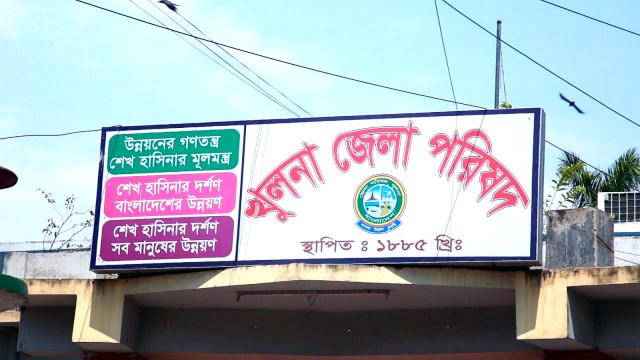 উন্নয়নের গণতন্ত্র
শেখ হাসিনার মূলমন্ত্র
শেখ হাসিনার দর্শণ
বাংলাদেশের উন্নয়ণ
শেখ হাসিনার দর্শণ
সব মানুষের উন্নয়ণ
খুলনা জেলা পরিষদ
স্থাপিত ঃ ১৮৮৫ খ্রিঃ